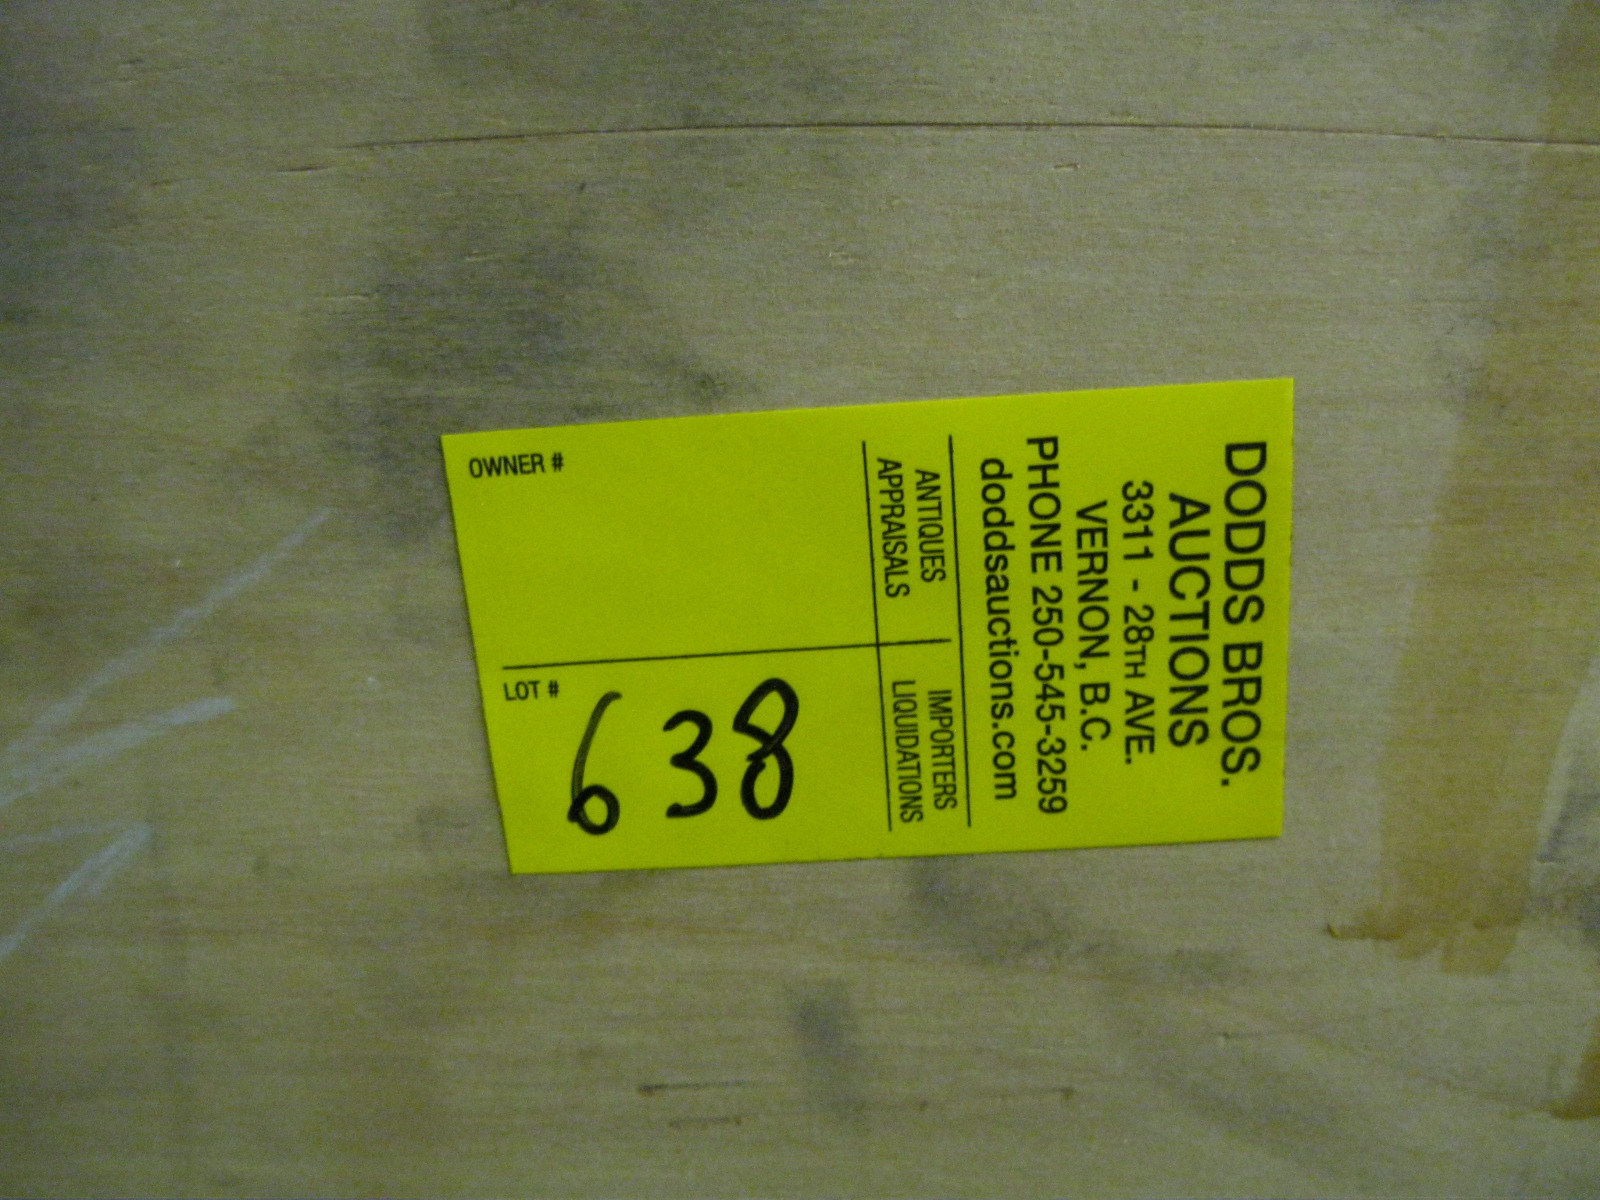 DODDS BROS.
AUCTIONS
3311 - 28TH AVE.
VERNON, B.C.
PHONE 250-545-3259
doddsauctions.com
ANTIQUES
APPRAISALS
IMPORTERS
LIQUIDATIONS
OWNER #
LOT #
638